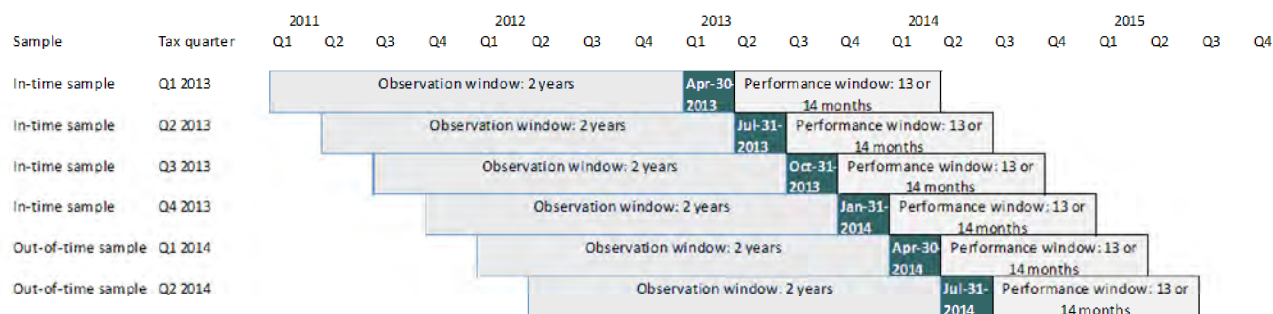 2011 2012 2013 2014 2015
Sample Tax quarter Q1 Q2 Q3 Q4 Q1 Q2 Q3 Q4 Q1 Q2 Q3 Q4 Q1 Q2 Q3 Q4 Q1 Q2 Q3 Q4
In-time sample Q1 2013 Observation window: 2 years Apr-30- Performance window: 13 or
2013 14 months
In-time sample Q2 2013 Observation window: 2 years Jul-31- Performance window: 13 or
2013 14 months
In-time sample Q3 2013 Observation window: 2 years Oct-31- Performance window: 13 or
2013 14 months
In-time sample Q4 2013 Observation window: 2 years Jan-31- Performance window: 13 or
2014 14 months
Out-of-time sample Q1 2014 Observation window: 2 years Apr-30- Performance window: 13 or
2014 14 months
Out-of-time sample Q2 2014 Observation window: 2 years Jul-31- Performance window: 13 or
2014 14 months